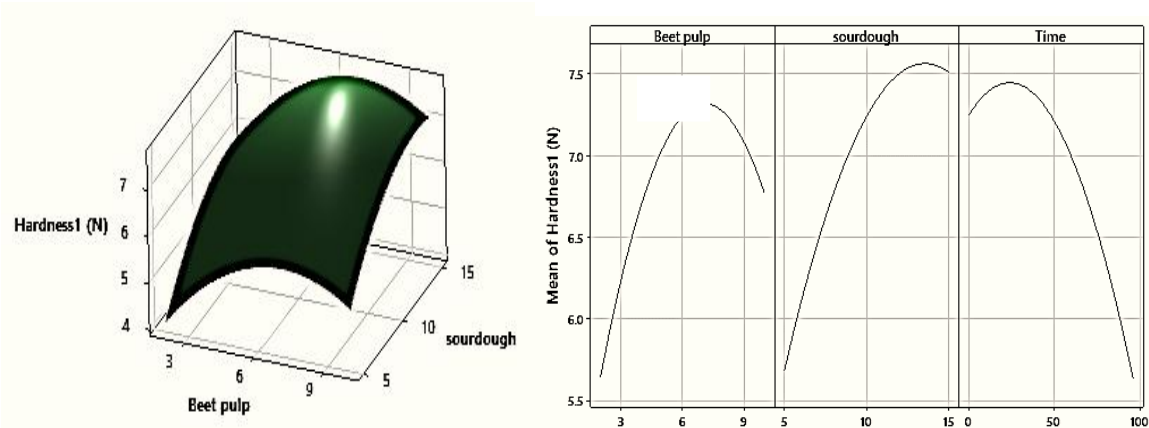 7
6
5
4
Hardness1 (N)
3
6
9
Beet pulp
5
10
15
sourdough
Beet pulp sourdough Time
Mean of Hardness1 (N)
7.5
7.0
6.5
6.0
5.5
3 6 9 5 10 15 0 50 100